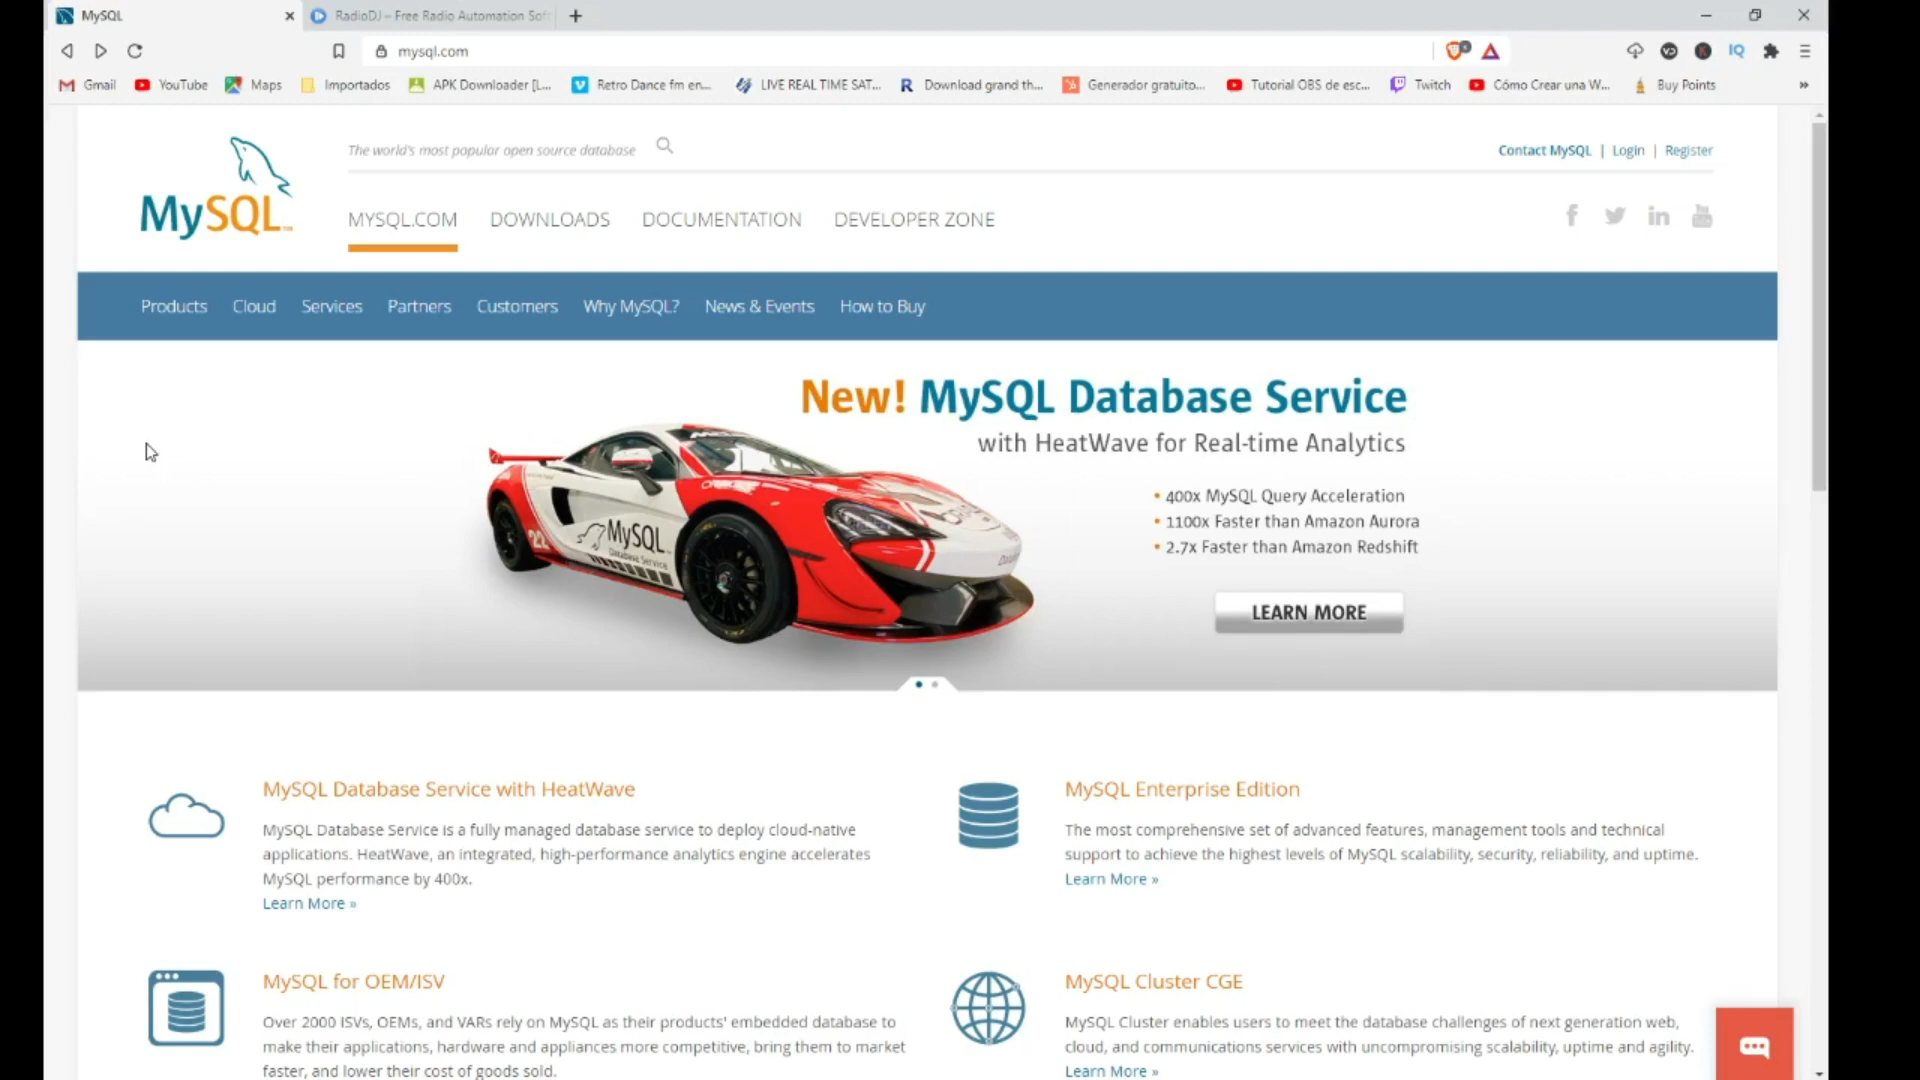 MySQL
RadioDJ – Free Radio Automation Sof
mysql.com
Gmail
YouTube
Maps
Importados
APK Downloader [L...
Retro Dance fm en...
LIVE REAL TIME SAT...
Download grand th...
Generador gratuito...
Tutorial OBS de esc...
Twitch
Cómo Crear una W...
Buy Points
»
MySQL
The world's most popular open source database
Contact MySQL | Login | Register
MYSQL.COM
DOWNLOADS
DOCUMENTATION
DEVELOPER ZONE
Products
Cloud
Services
Partners
Customers
Why MySQL?
News & Events
How to Buy
New! MySQL Database Service
with HeatWave for Real-time Analytics
• 400x MySQL Query Acceleration
• 1100x Faster than Amazon Aurora
• 2.7x Faster than Amazon Redshift
LEARN MORE
22
MySQL
Database Service
MySQL Database Service with HeatWave
MySQL Database Service is a fully managed database service to deploy cloud-native
applications. HeatWave, an integrated, high-performance analytics engine accelerates
MySQL performance by 400x.
Learn More »
MySQL Enterprise Edition
The most comprehensive set of advanced features, management tools and technical
support to achieve the highest levels of MySQL scalability, security, reliability, and uptime.
Learn More »
MySQL for OEM/ISV
Over 2000 ISVs, OEMs, and VARs rely on MySQL as their products' embedded database to
make their applications, hardware and appliances more competitive, bring them to market
faster, and lower their cost of goods sold.
MySQL Cluster CGE
MySQL Cluster enables users to meet the database challenges of next generation web,
cloud, and communications services with uncompromising scalability, uptime and agility.
Learn More »